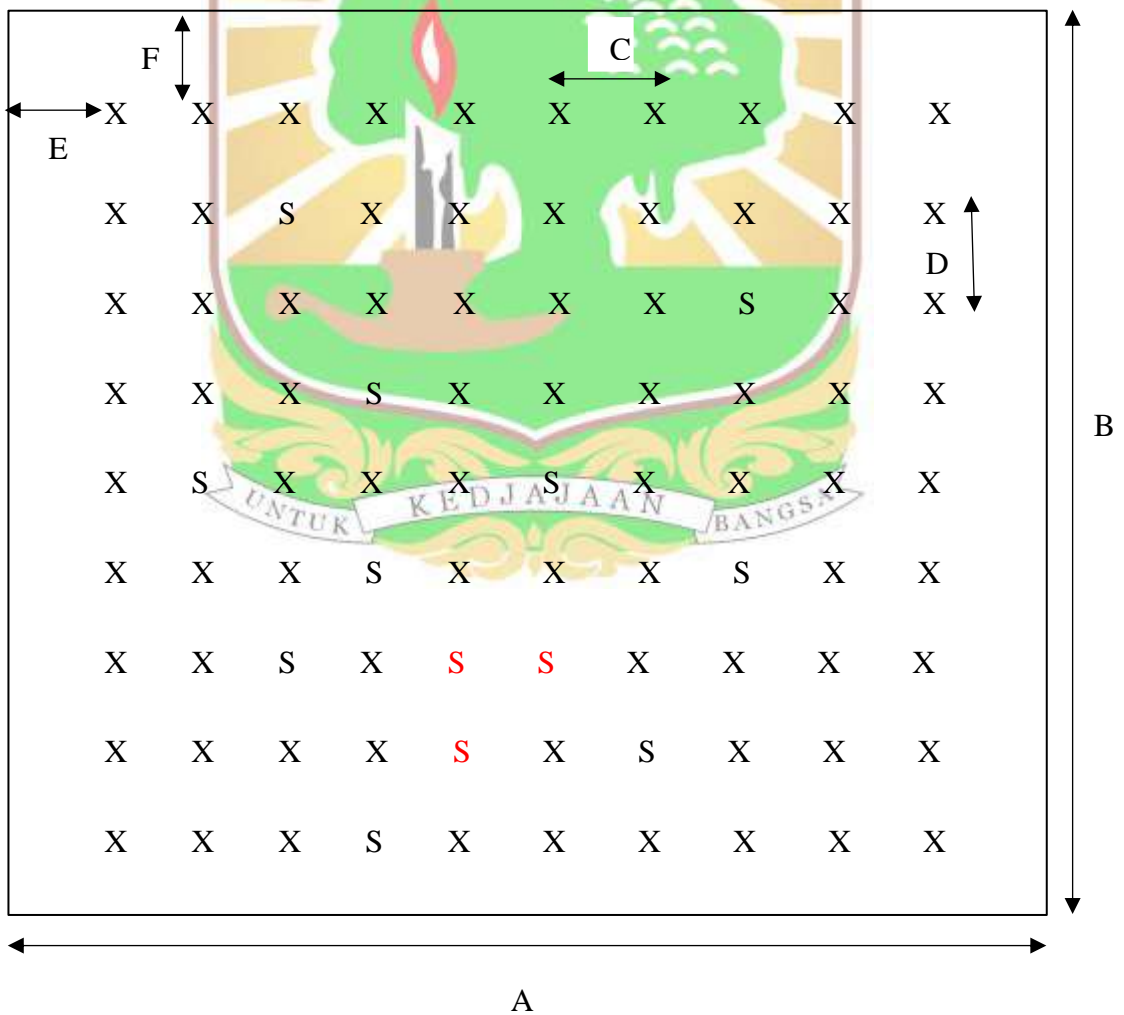 F C
X X X X X X X X X X
E
X X S X X X X X X X
D
X X X X X X X S X X
X X X S X X X X X X
B
X S X X X S X X X X
UNTUK KEDJAJAAN BANGSA
X X X S X X X S X X
X X S X S S X X X X
X X X X S X S X X X
X X X S X X X X X X
A